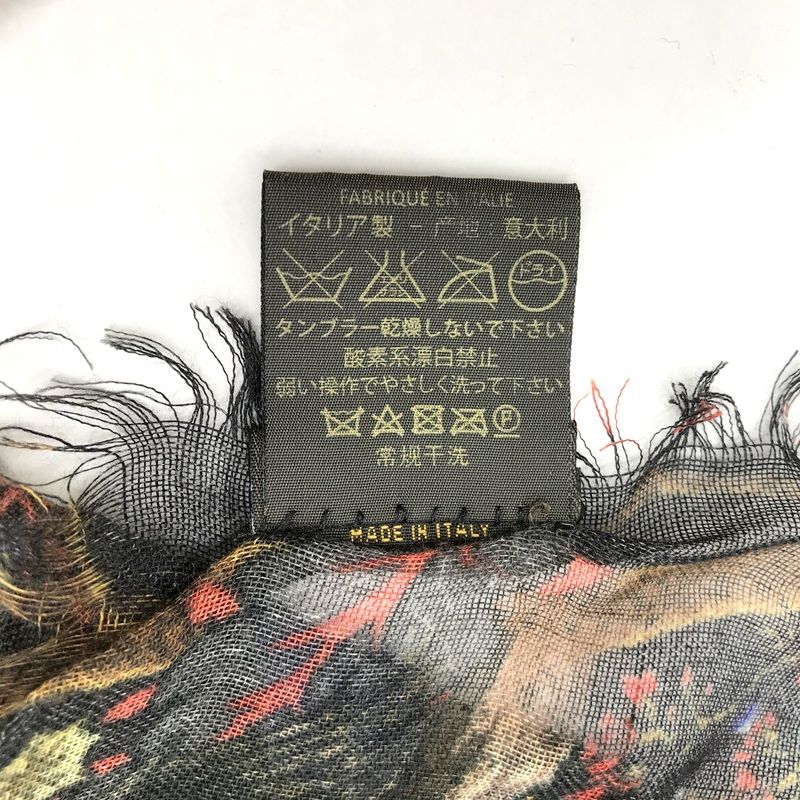 FABRIQUE EN ITALIE
イタリア製 - 产地：意大利
ドライ
タンブラー乾燥しないで下さい
酸素系漂白禁止
弱い操作でやさしく洗って下さい
F
常规干洗
MADE IN ITALY